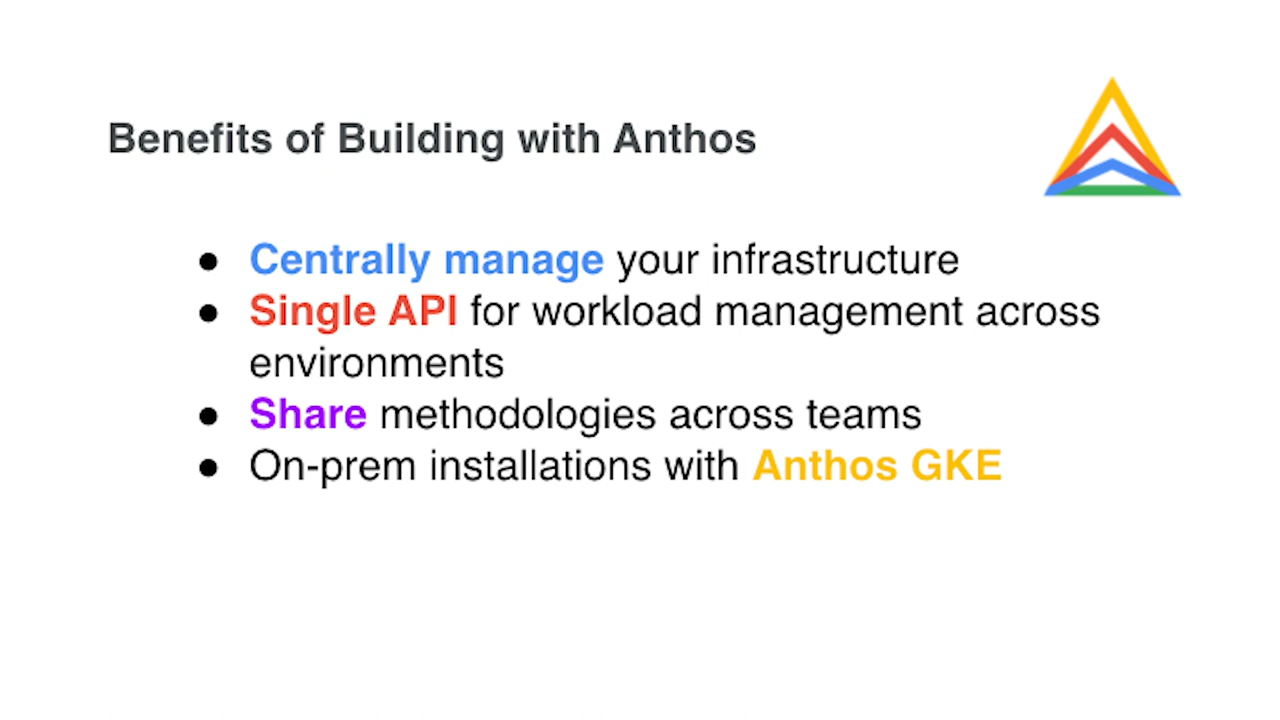 Benefits of Building with Anthos
● Centrally manage your infrastructure
● Single API for workload management across
environments
● Share methodologies across teams
● On-prem installations with Anthos GKE